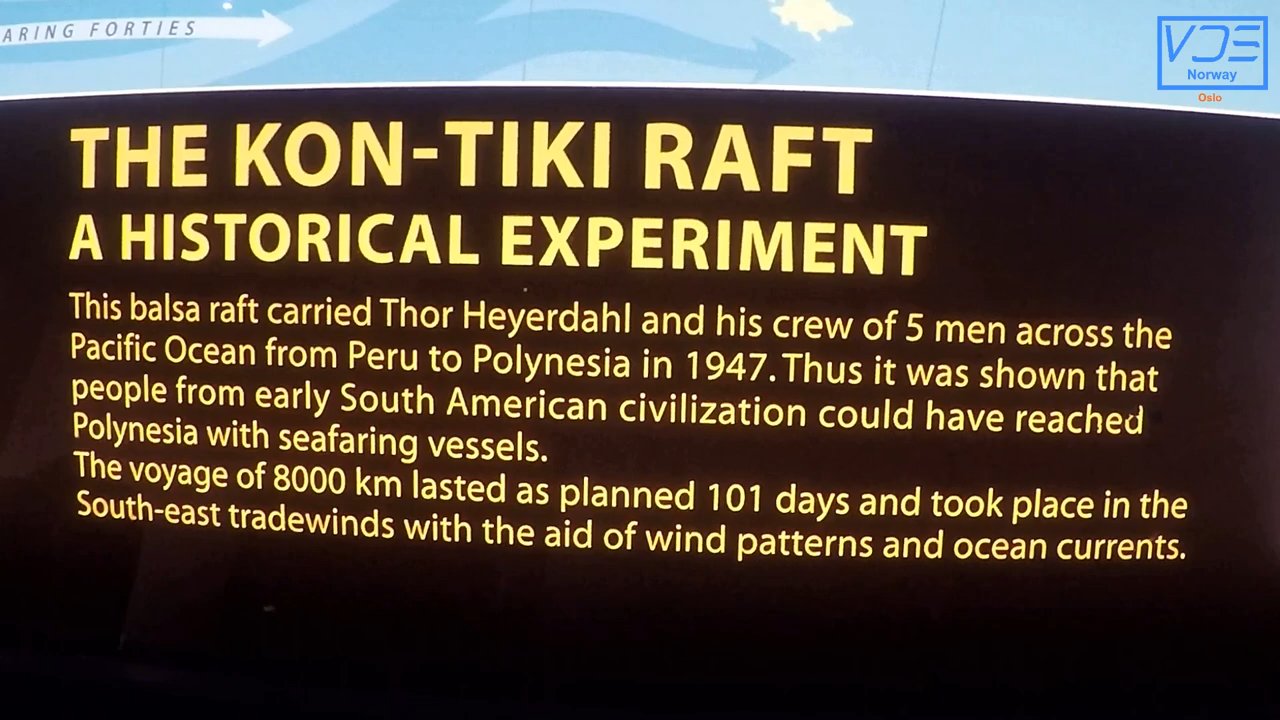 ARING FORTIES
VDS
Norway
Oslo
THE KON-TIKI RAFT
A HISTORICAL EXPERIMENT
This balsa raft carried Thor Heyerdahl and his crew of 5 men across the
Pacific Ocean from Peru to Polynesia in 1947. Thus it was shown that
people from early South American civilization could have reached
Polynesia with seafaring vessels.
The voyage of 8000 km lasted as planned 101 days and took place in the
South-east tradewinds with the aid of wind patterns and ocean currents.